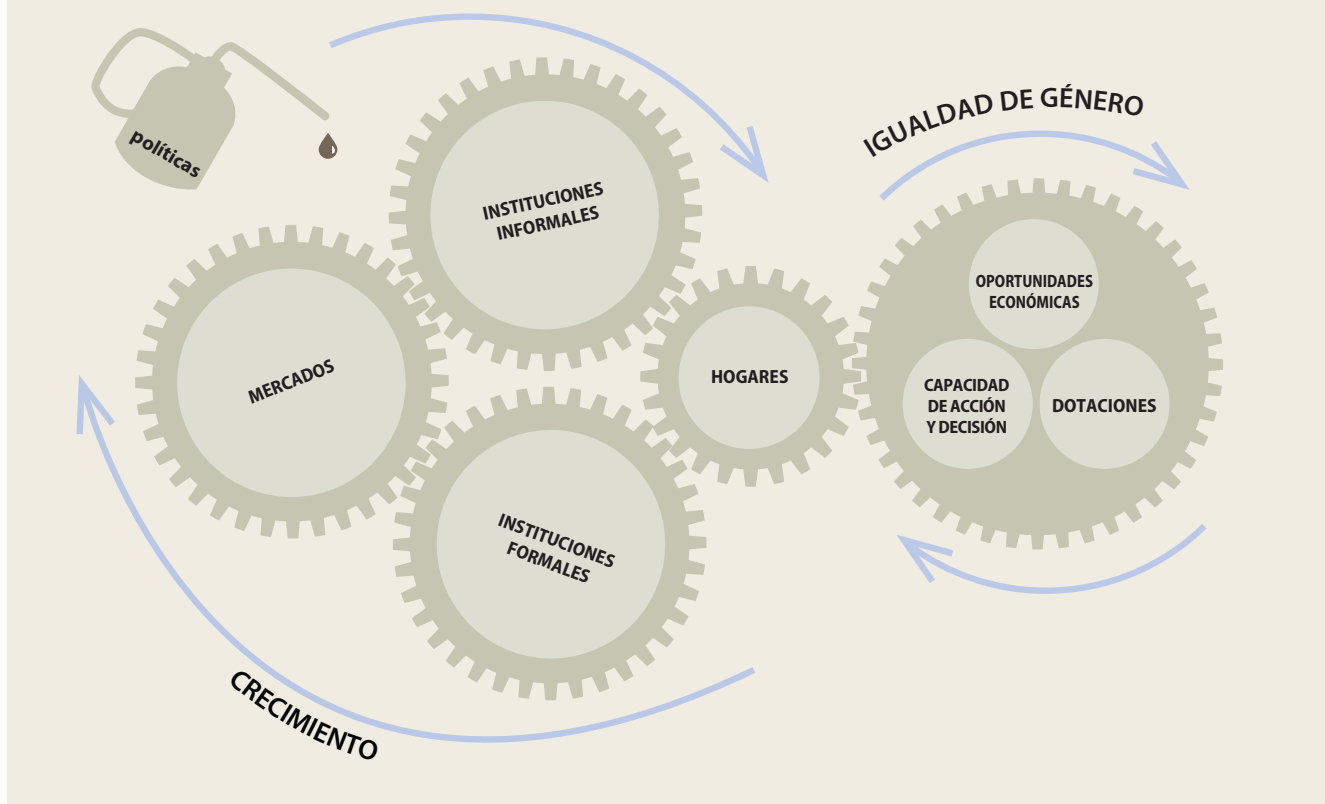 políticas
INSTITUCIONES
INFORMALES
IGUALDAD DE GÉNERO
MERCADOS
HOGARES
OPORTUNIDADES
ECONÓMICAS
CAPACIDAD
DE ACCIÓN
Y DECISIÓN
DOTACIONES
INSTITUCIONES
FORMALES
CRECIMIENTO